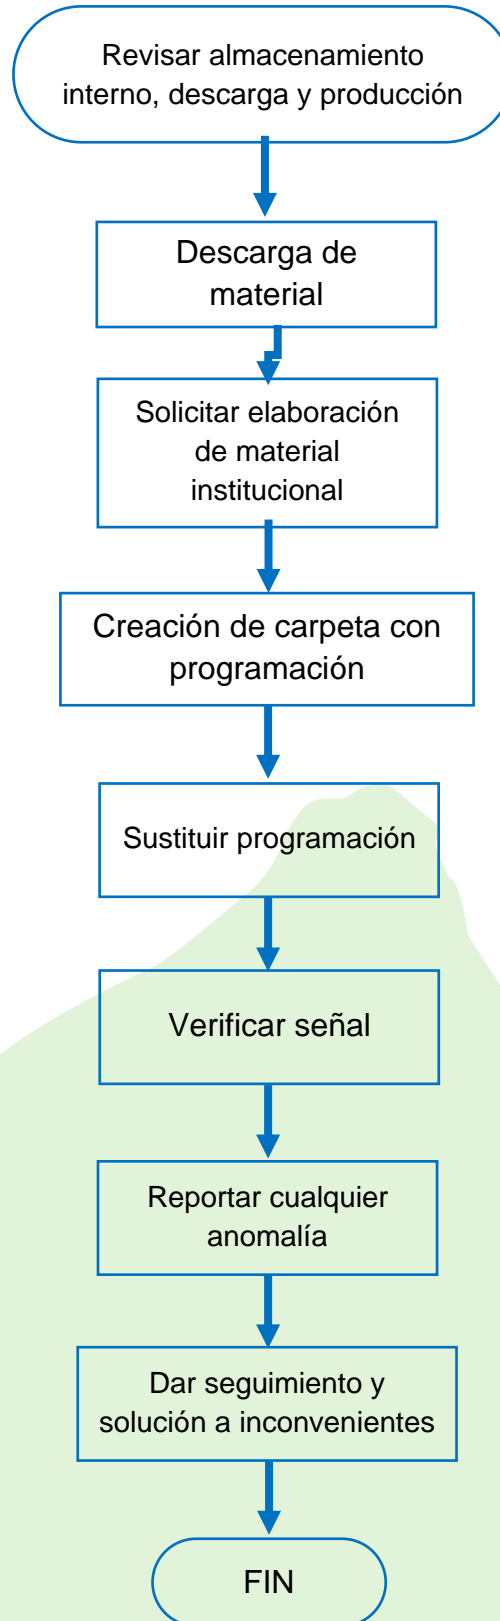 Revisar almacenamiento
interno, descarga y producción
Descarga de
material
Solicitar elaboración
de material
institucional
Creación de carpeta con
programación
Sustituir programación
Verificar señal
Reportar cualquier
anomalía
Dar seguimiento y
solución a inconvenientes
FIN